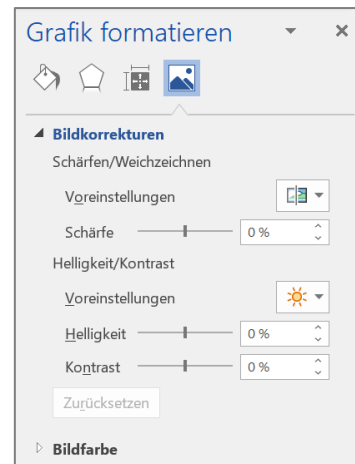 Grafik formatieren
Bildkorrekturen
Schärfen/Weichzeichnen
Voreinstellungen
Schärfe 0 %
Helligkeit/Kontrast
Voreinstellungen
Helligkeit 0 %
Kontrast 0 %
Zurücksetzen
Bildfarbe